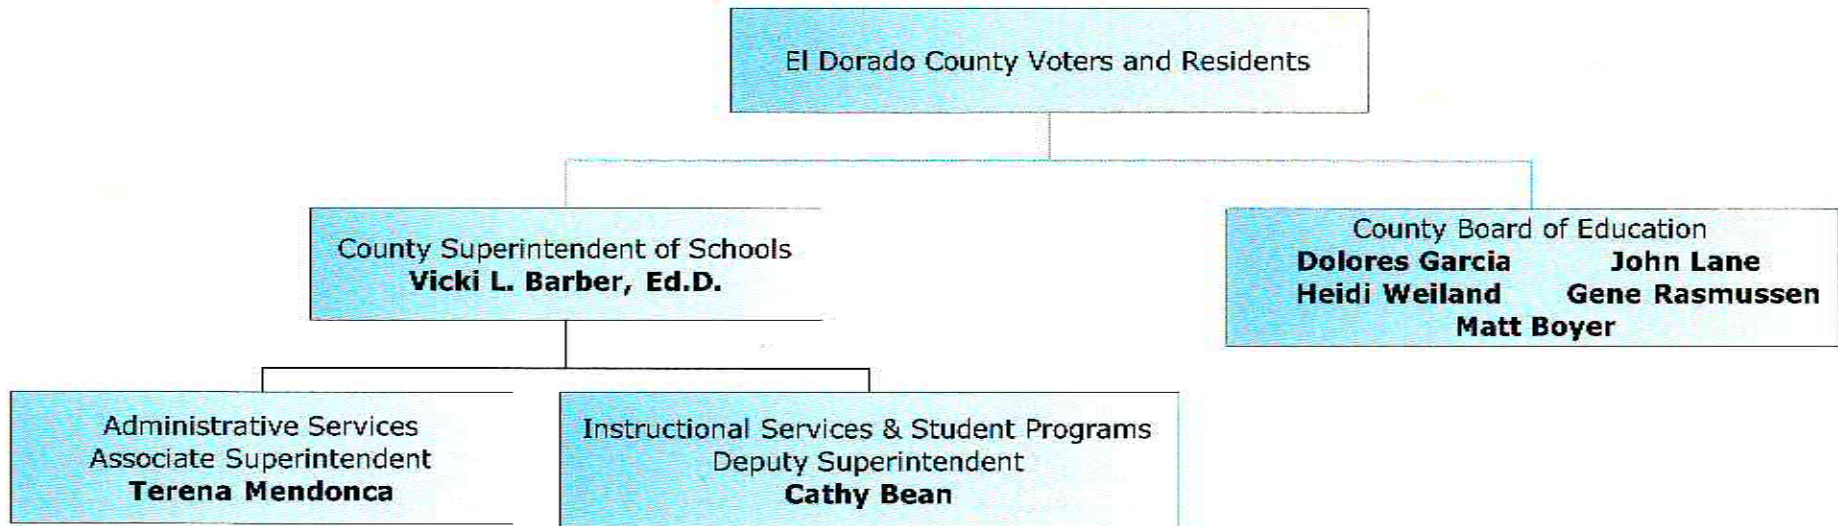 El Dorado County Voters and Residents
County Superintendent of Schools
Vicki L. Barber, Ed.D.
County Board of Education
Dolores Garcia John Lane
Heidi Weiland Gene Rasmussen
Matt Boyer
Administrative Services
Associate Superintendent
Terena Mendonca
Instructional Services & Student Programs
Deputy Superintendent
Cathy Bean